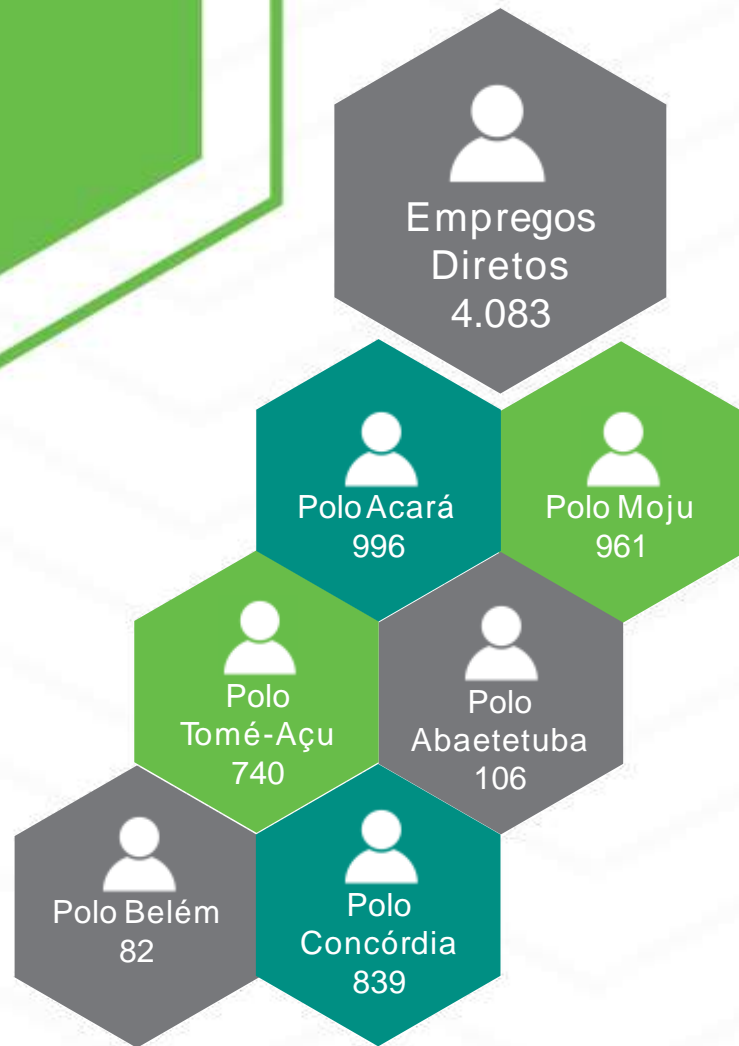 Empregos
Diretos
4.083
Polo Acará
996
Polo Moju
961
Polo
Tomé-Açu
740
Polo
Abaetetuba
106
Polo Belém
82
Polo
Concórdia
839